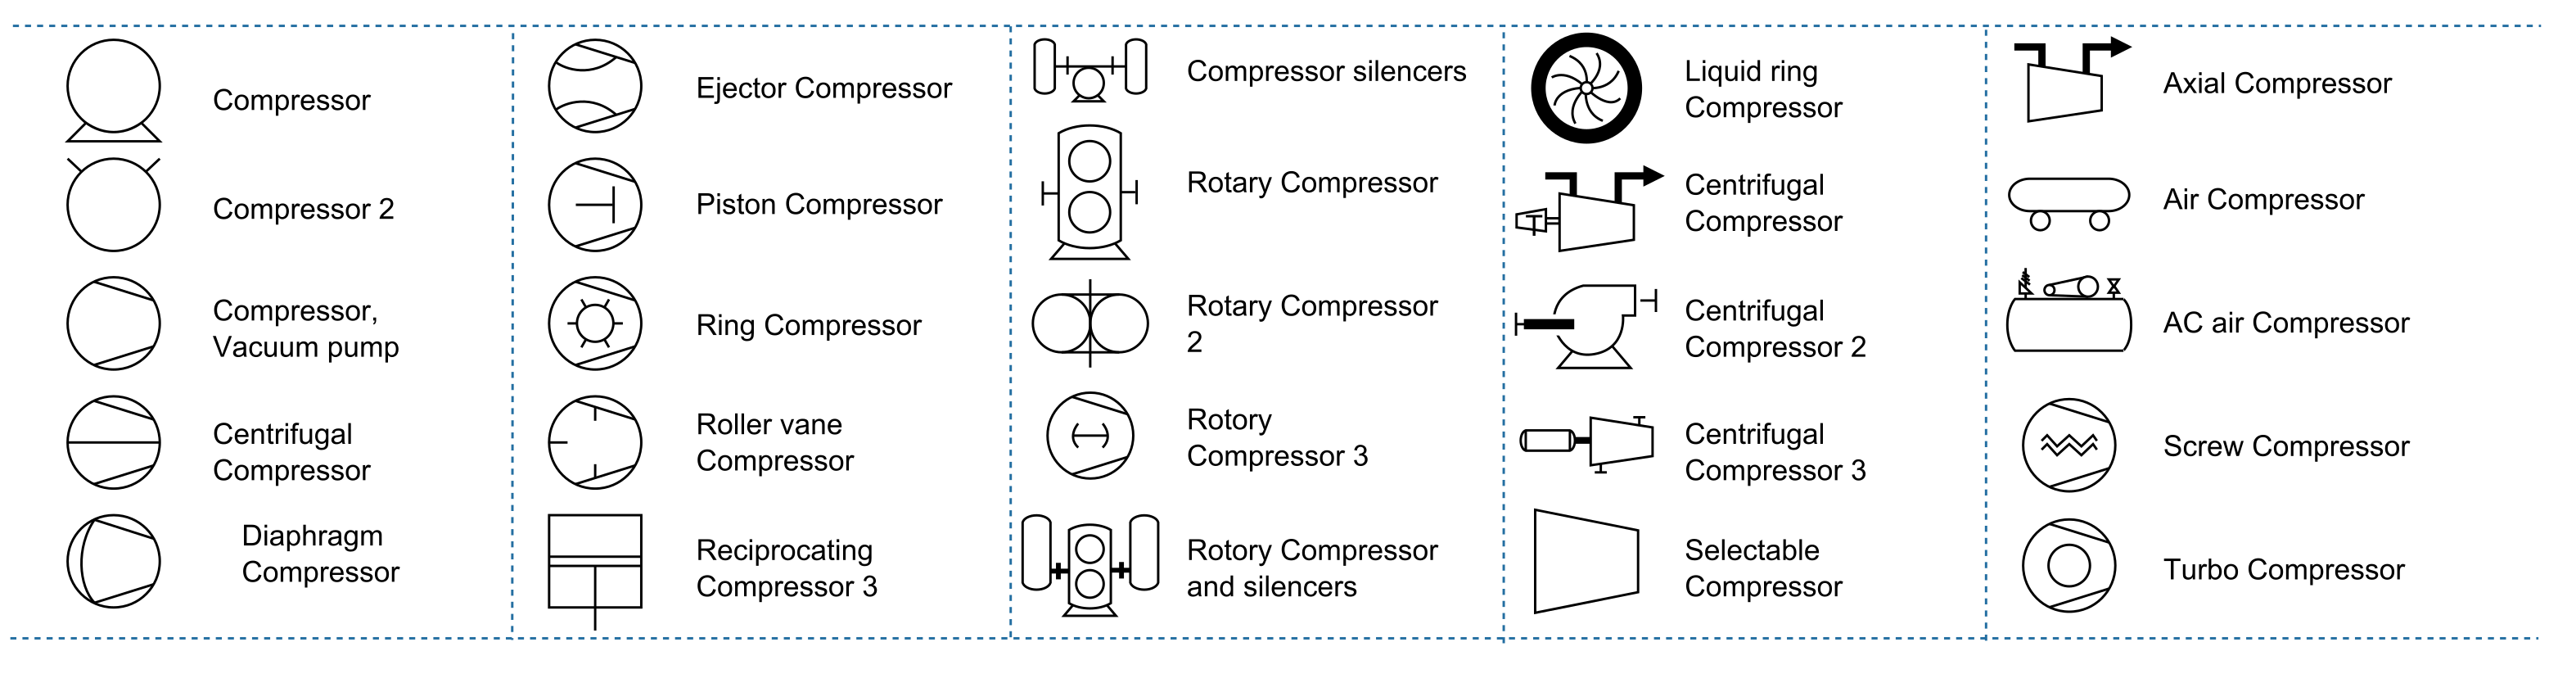 Compressor
Compressor 2
Compressor,
Vacuum pump
Centrifugal
Compressor
Diaphragm
Compressor
Ejector Compressor
Piston Compressor
Ring Compressor
Roller vane
Compressor
Reciprocating
Compressor 3
Compressor silencers
Rotary Compressor
Rotary Compressor
2
Rotory
Compressor 3
Rotory Compressor
and silencers
Liquid ring
Compressor
Centrifugal
Compressor
Centrifugal
Compressor 2
Centrifugal
Compressor 3
Selectable
Compressor
Axial Compressor
Air Compressor
AC air Compressor
Screw Compressor
Turbo Compressor